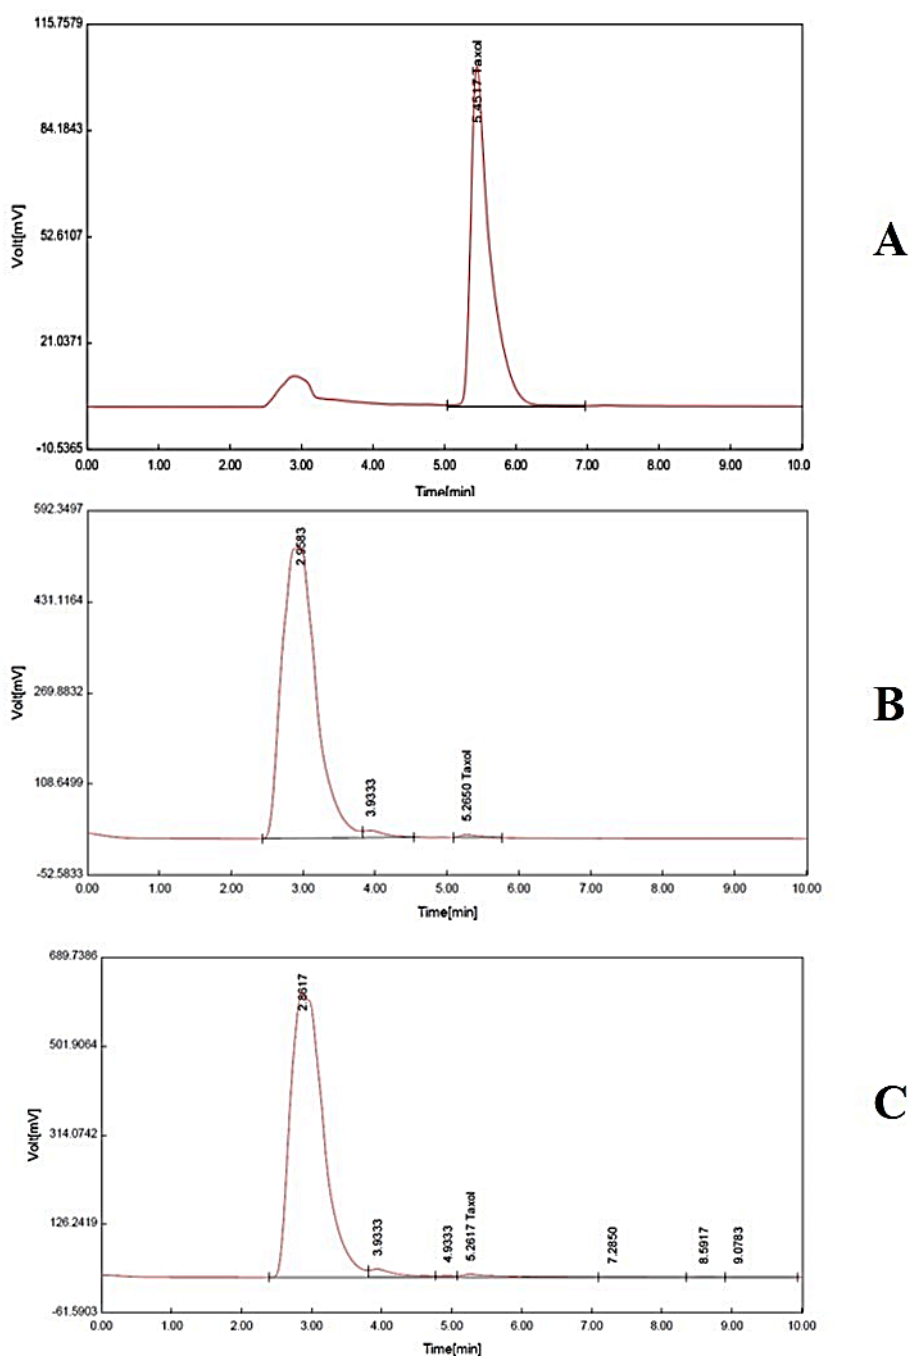 115.7579
5.4517 Taxol
84.1843
52.6107
Volt[mV]
A
21.0371
-10.5365
0.00 1.00 2.00 3.00 4.00 5.00 6.00 7.00 8.00 9.00 10.0
Time[min]
592.3497
2.9583
431.1164
269.8832
Volt[mV]
B
108.6499
3.9333
5.2650 Taxol
-52.5833
0.00 1.00 2.00 3.00 4.00 5.00 6.00 7.00 8.00 9.00 10.00
Time[min]
689.7386
2.8617
501.9064
314.0742
Volt[mV]
C
126.2419
3.9333
4.9333
5.2617 Taxol
7.2850
8.5917
9.0783
-61.5903
0.00 1.00 2.00 3.00 4.00 5.00 6.00 7.00 8.00 9.00 10.00
Time[min]